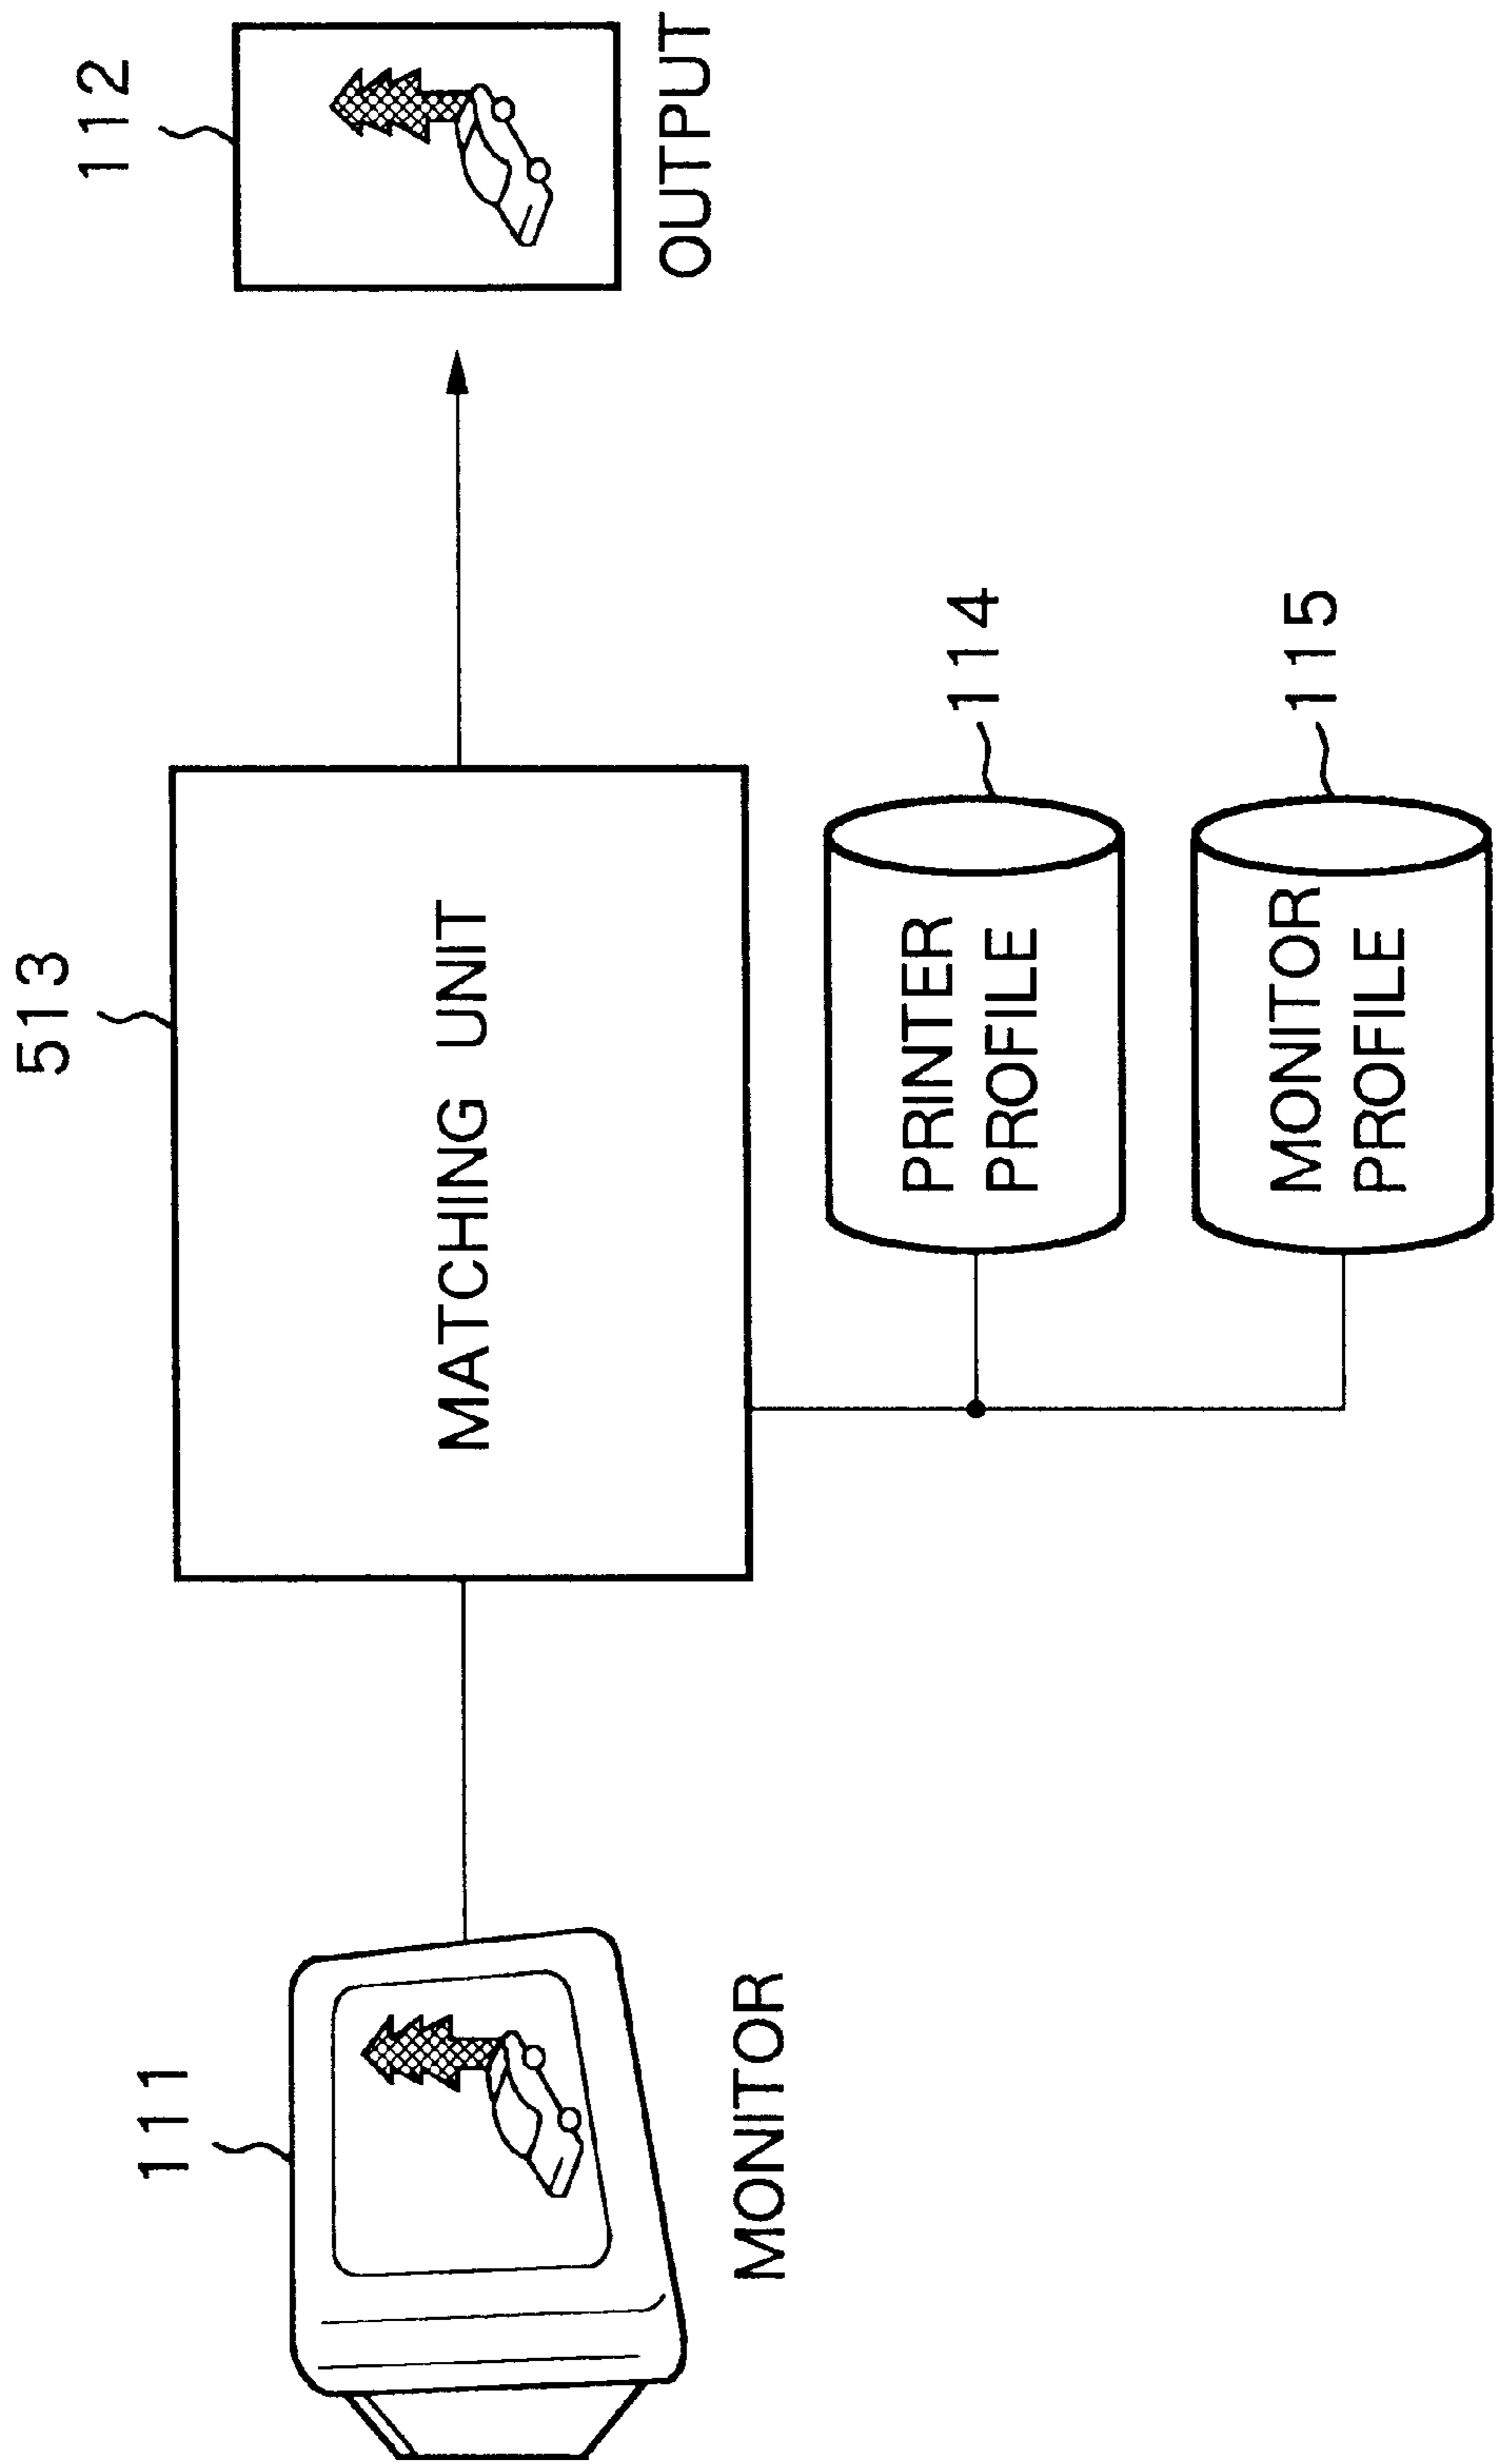 513
112
111
MATCHING UNIT
OUTPUT
MONITOR
PRINTER
PROFILE
114
MONITOR
PROFILE
115